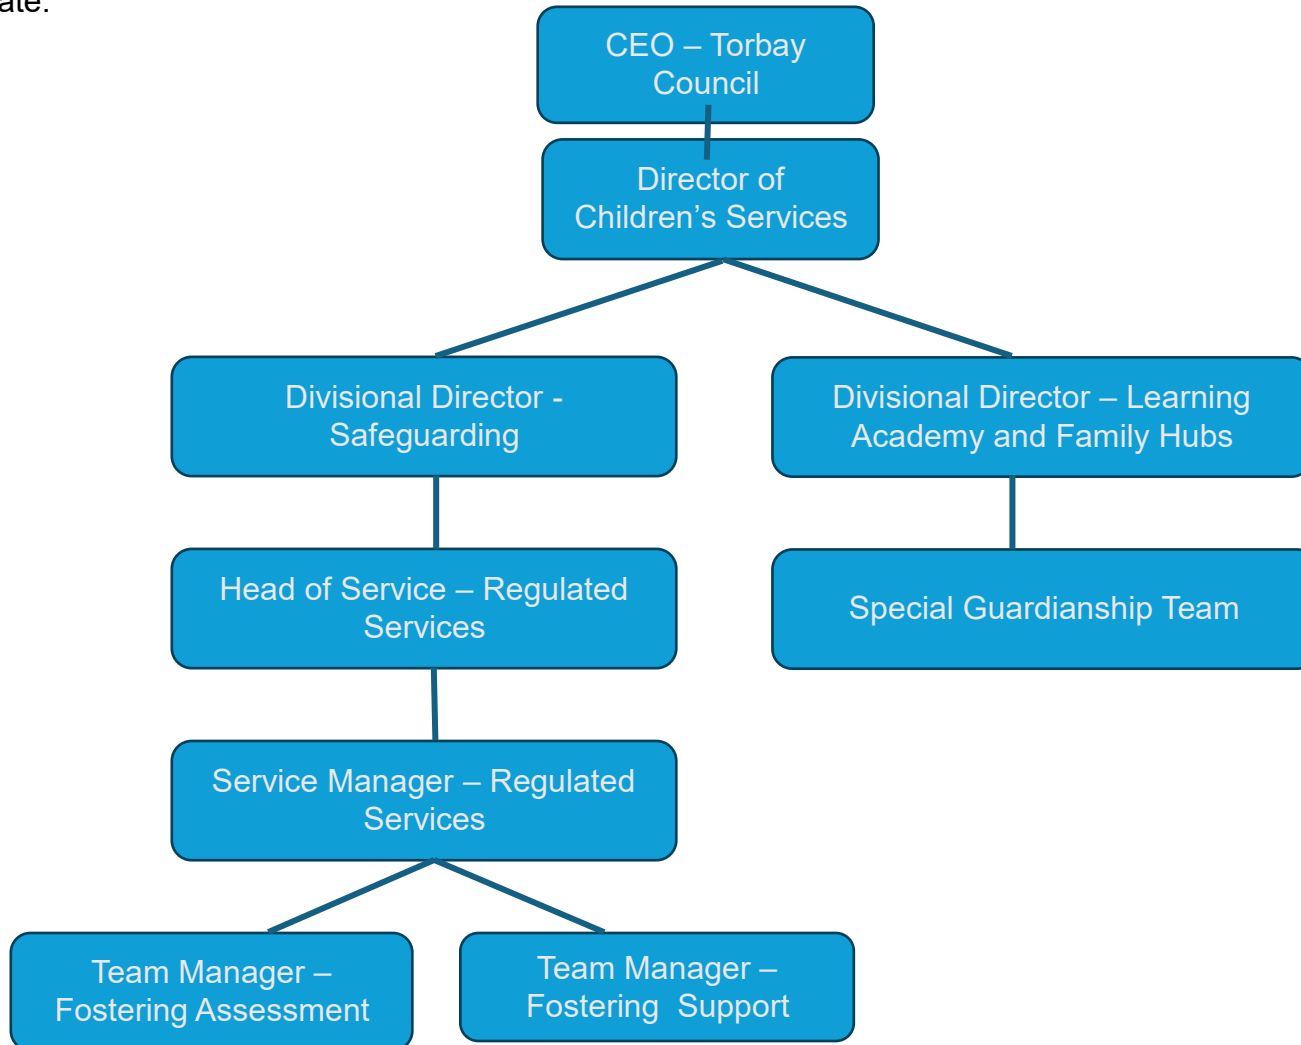 ate.
CEO – Torbay
Council
Director of
Children’s Services
Divisional Director -
Safeguarding
Divisional Director – Learning
Academy and Family Hubs
Head of Service – Regulated
Services
Special Guardianship Team
Service Manager – Regulated
Services
Team Manager –
Fostering Assessment
Team Manager –
Fostering  Support